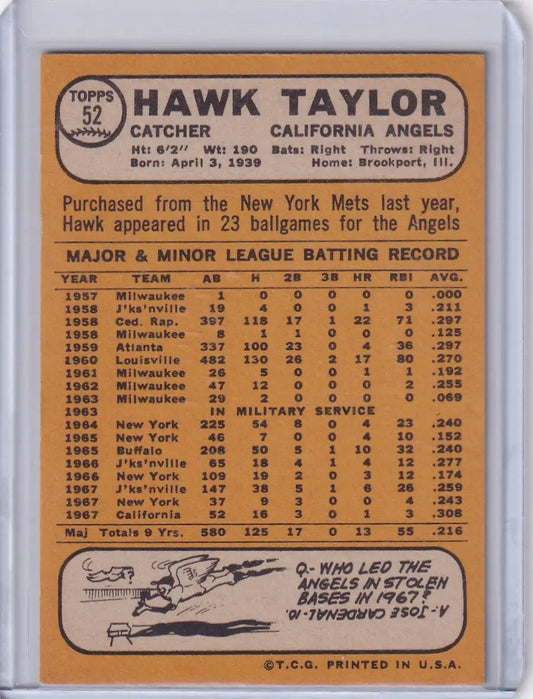 TOPPS
52
HAWK TAYLOR
CATCHER CALIFORNIA ANGELS
Ht: 6'2" Wt: 190 Bats: Right Throws: Right
Born: April 3, 1939 Home: Brookport, Ill.
Purchased from the New York Mets last year,
Hawk appeared in 23 ballgames for the Angels
MAJOR & MINOR LEAGUE BATTING RECORD
YEAR TEAM AB H 2B 3B HR RBI AVG.
1957 Milwaukee 1 0 0 0 0 0 .000
1958 J'ks'nville 19 4 0 0 1 3 .211
1958 Ced. Rap. 397 118 17 1 22 71 .297
1958 Milwaukee 8 1 1 0 0 0 .125
1959 Atlanta 337 100 23 0 4 36 .297
1960 Louisville 482 130 26 2 17 80 .270
1961 Milwaukee 26 5 0 0 1 1 .192
1962 Milwaukee 47 12 0 0 0 2 .255
1963 Milwaukee 29 2 0 0 0 0 .069
1963 IN MILITARY SERVICE
1964 New York 225 54 8 0 4 23 .240
1965 New York 46 7 0 0 4 10 .152
1965 Buffalo 208 50 5 1 10 32 .240
1966 J'ks'nville 65 18 4 1 4 12 .277
1966 New York 109 19 2 0 3 12 .174
1967 J'ks'nville 147 38 5 1 6 26 .259
1967 New York 37 9 3 0 0 4 .243
1967 California 52 16 3 0 1 3 .308
Maj Totals 9 Yrs. 580 125 17 0 13 55 .216
Q.- WHO LED THE
ANGELS IN STOLEN
BASES IN 1967?
A- JOSE CARDENAL-10.
©T.C.G. PRINTED IN U.S.A.